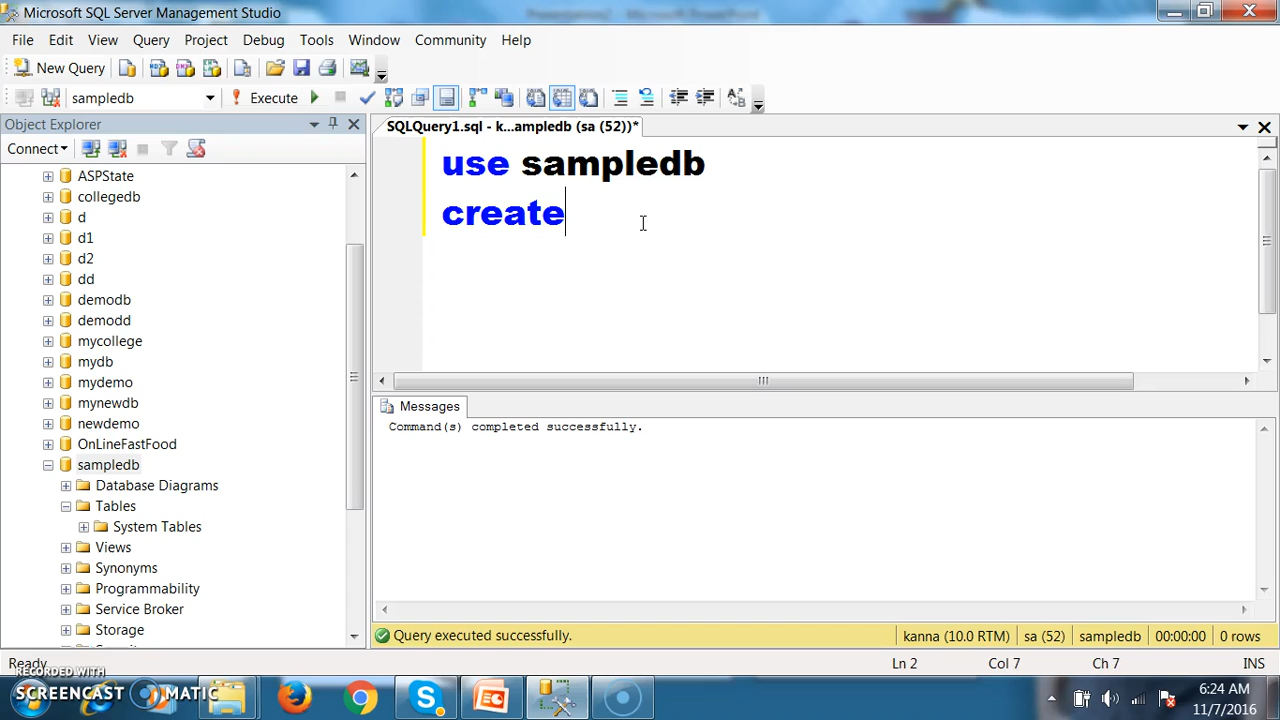 Presentation2 - Microsoft PowerPoint
Microsoft SQL Server Management Studio
File Edit View Query Project Debug Tools Window Community Help
New Query
sampledb Execute
Object Explorer
Connect
ASPState
collegedb
d
d1
d2
dd
demodb
demodd
mycollege
mydb
mydemo
mynewdb
newdemo
OnLineFastFood
sampledb
Database Diagrams
Tables
System Tables
Views
Synonyms
Programmability
Service Broker
Storage
SQLQuery1.sql - k...ampledb (sa (52))*
use sampledb
create
Messages
Command(s) completed successfully.
Query executed successfully. kanna (10.0 RTM) sa (52) sampledb 00:00:00 0 rows
Ready Ln 2 Col 7 Ch 7 INS
RECORDED WITH
SCREENCAST MATIC
6:24 AM
11/7/2016